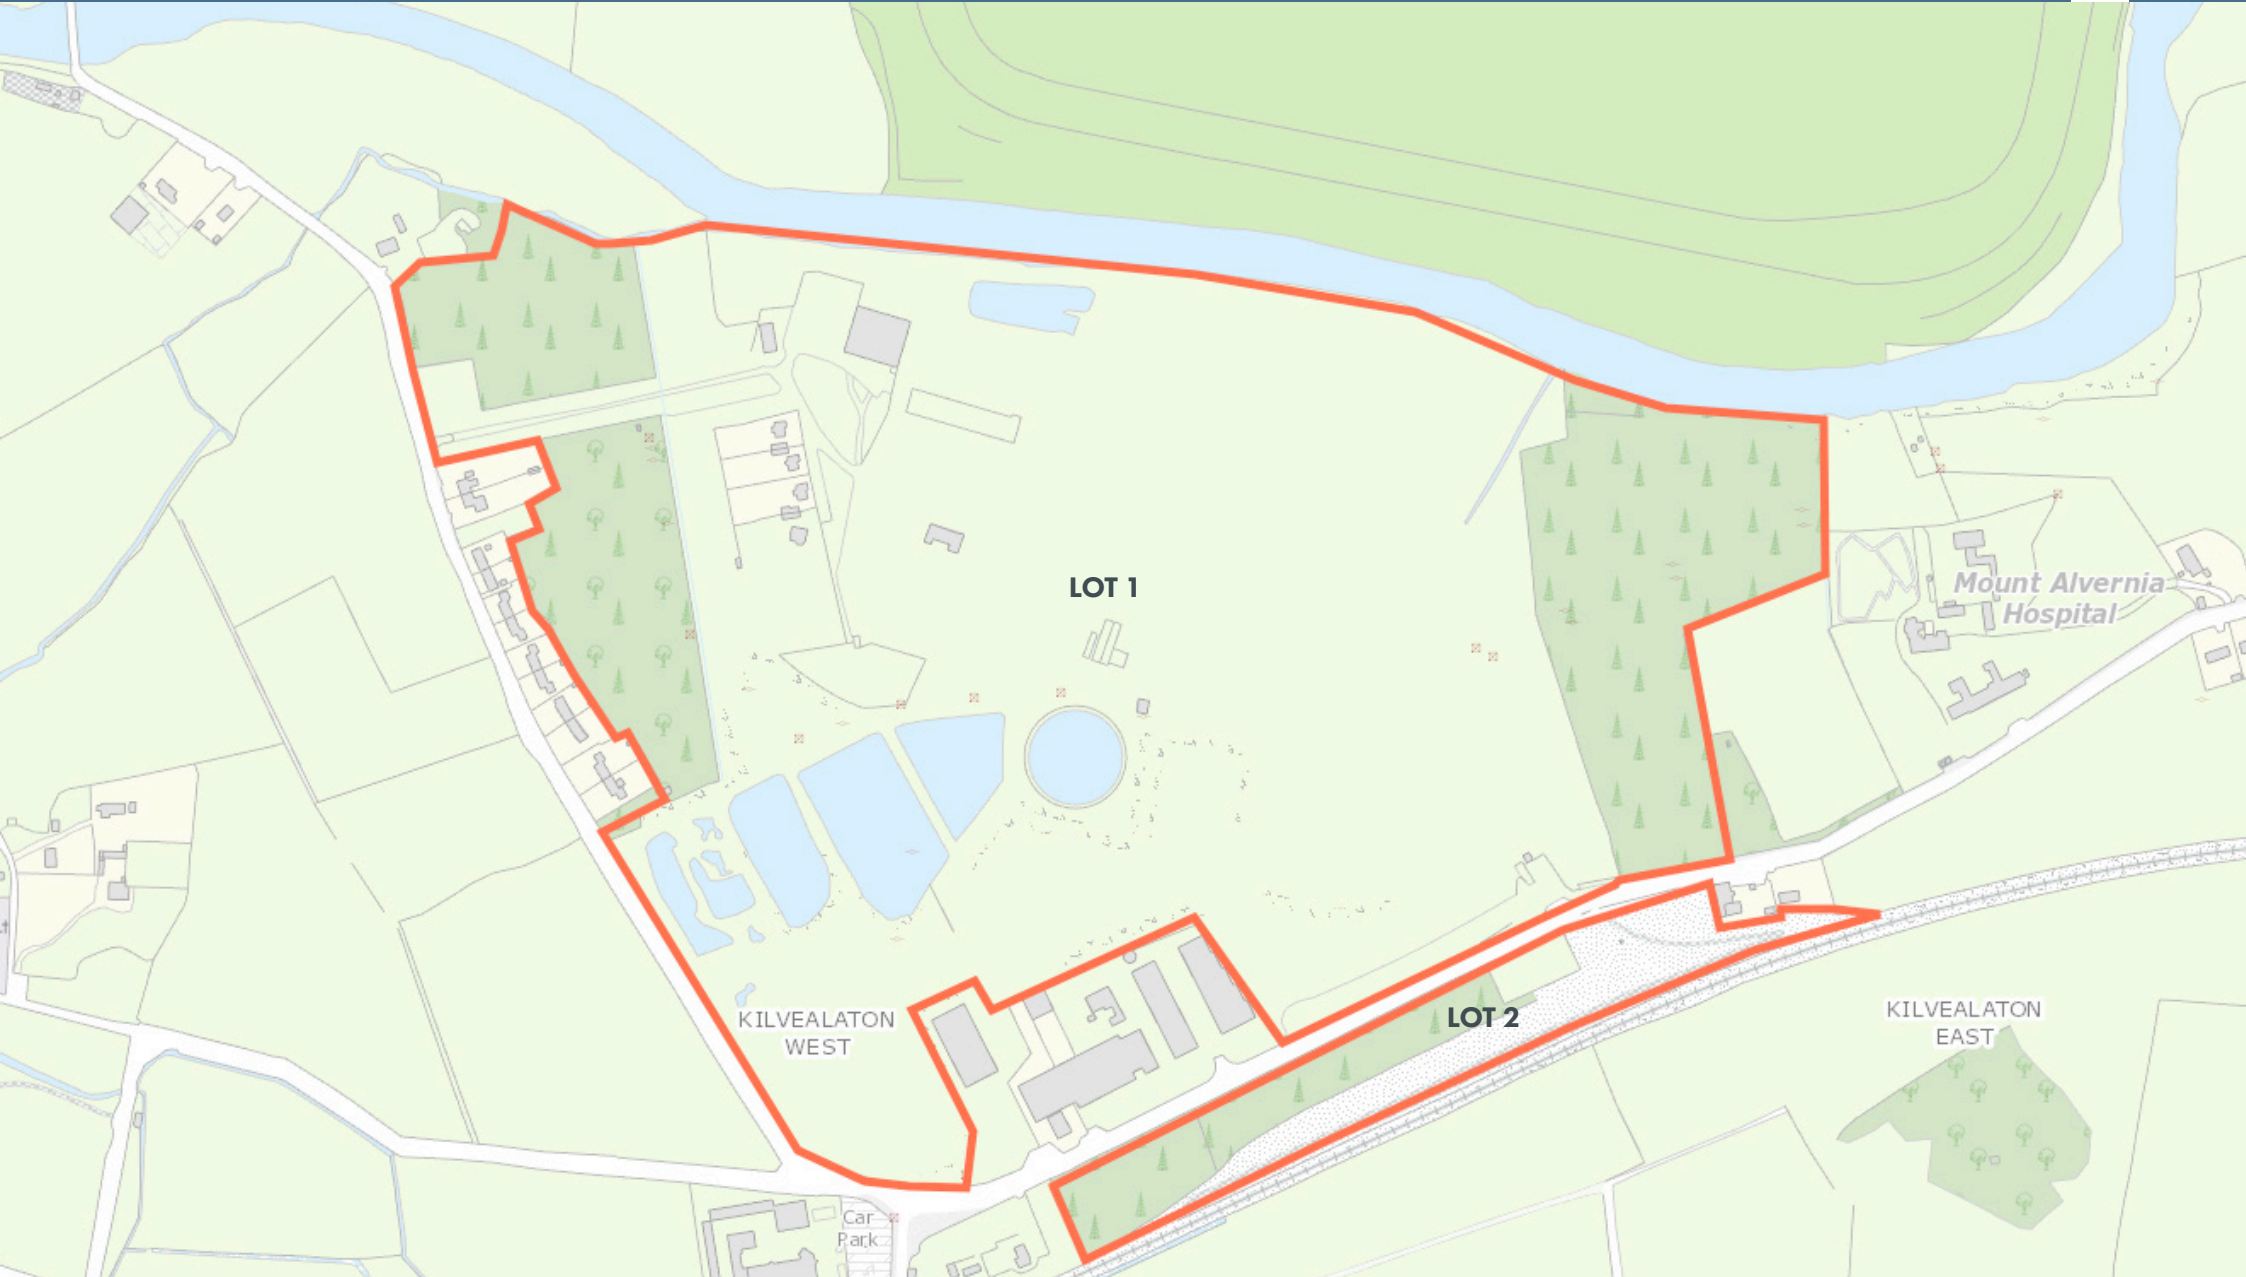 LOT 1
Mount Alvernia
Hospital
KILVEALATON
WEST
LOT 2
KILVEALATON
EAST
Car
Park